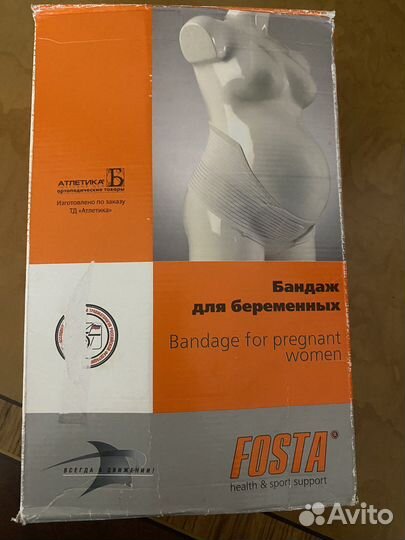 АТЛЕТИКА® Б
ортопедические товары
Изготовлено по заказу
ТД «Атлетика»
Бандаж
для беременных
Bandage for pregnant
women
ВСЕГДА В ДВИЖЕНИИ!
FOSTA®
health & sport support
Avito